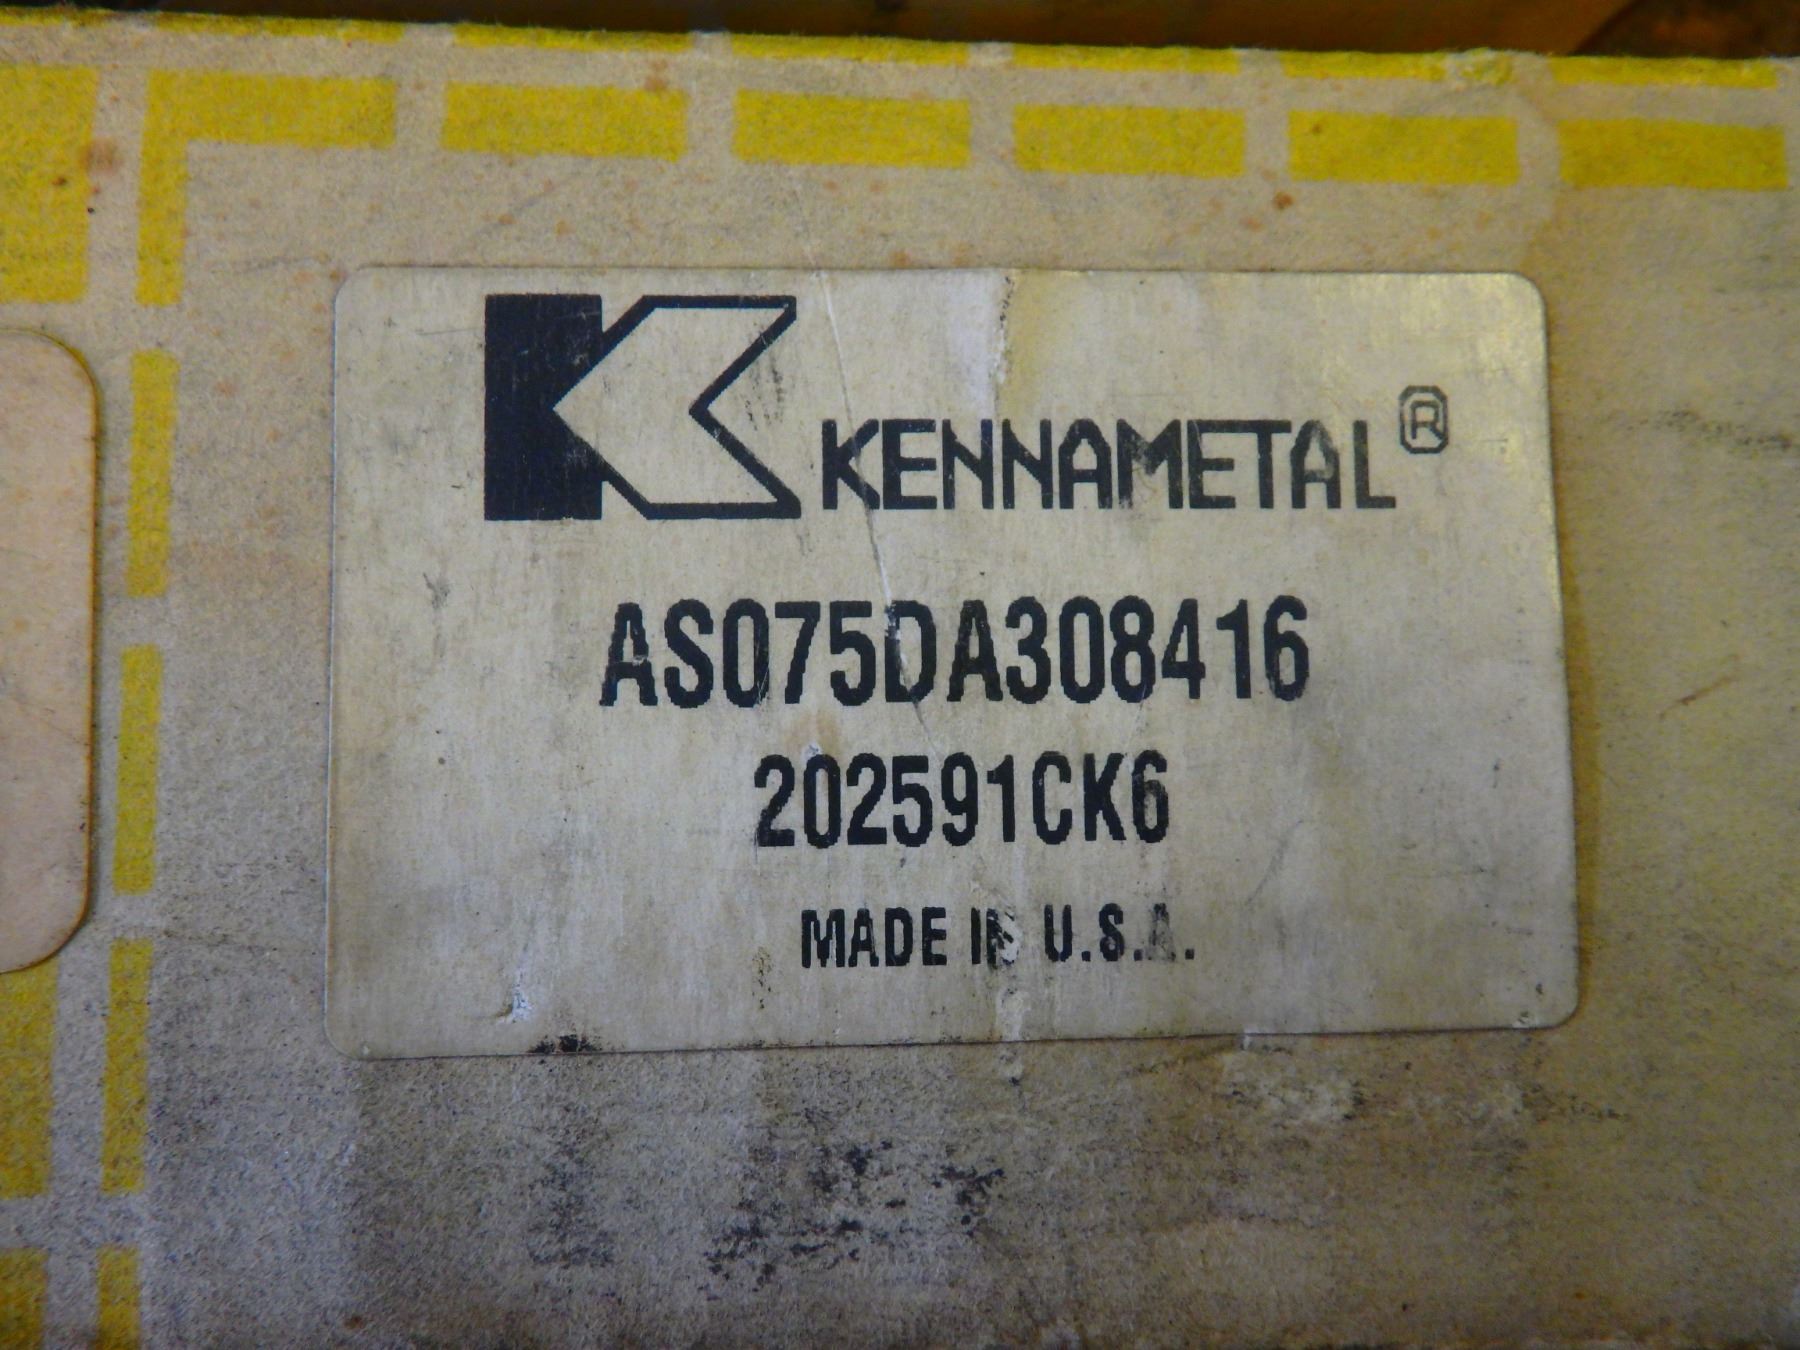 KENNAMETAL®
AS075DA308416
202591CK6
MADE IN U.S.A.